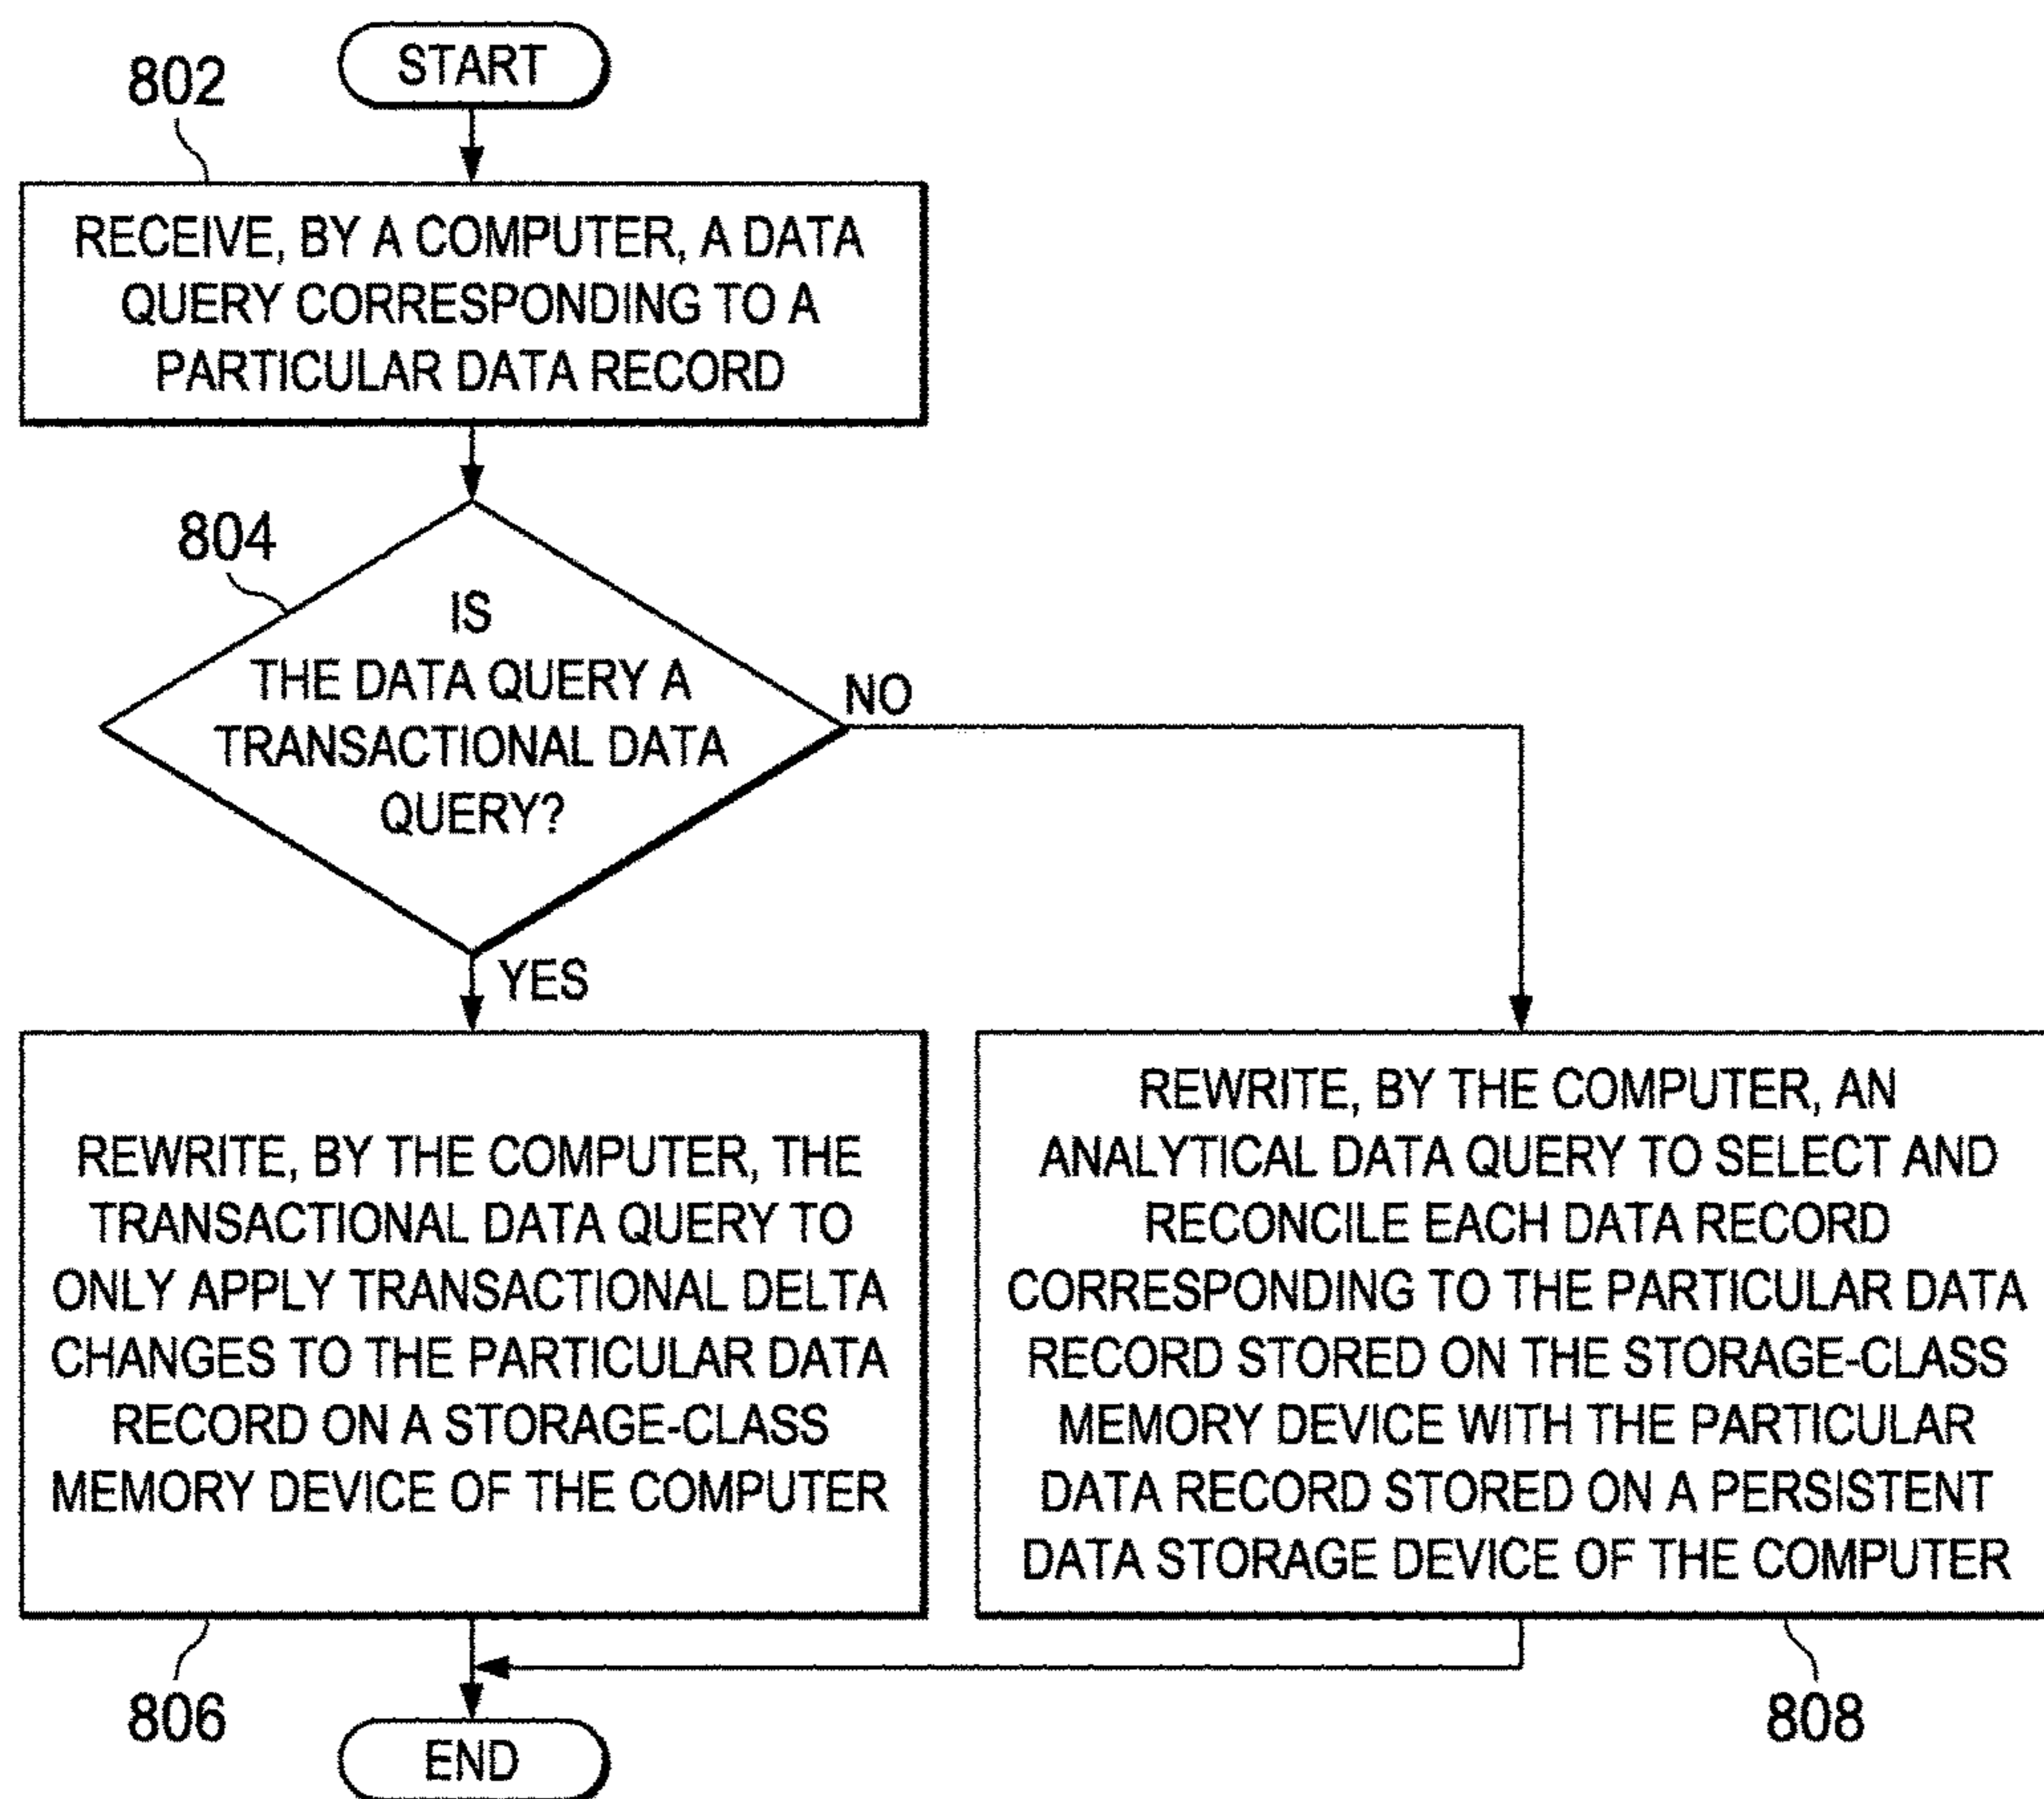 START
802
RECEIVE, BY A COMPUTER, A DATA
QUERY CORRESPONDING TO A
PARTICULAR DATA RECORD
804
IS
THE DATA QUERY A
TRANSACTIONAL DATA
QUERY?
NO
YES
REWRITE, BY THE COMPUTER, THE
TRANSACTIONAL DATA QUERY TO
ONLY APPLY TRANSACTIONAL DELTA
CHANGES TO THE PARTICULAR DATA
RECORD ON A STORAGE-CLASS
MEMORY DEVICE OF THE COMPUTER
806
REWRITE, BY THE COMPUTER, AN
ANALYTICAL DATA QUERY TO SELECT AND
RECONCILE EACH DATA RECORD
CORRESPONDING TO THE PARTICULAR DATA
RECORD STORED ON THE STORAGE-CLASS
MEMORY DEVICE WITH THE PARTICULAR
DATA RECORD STORED ON A PERSISTENT
DATA STORAGE DEVICE OF THE COMPUTER
808
END